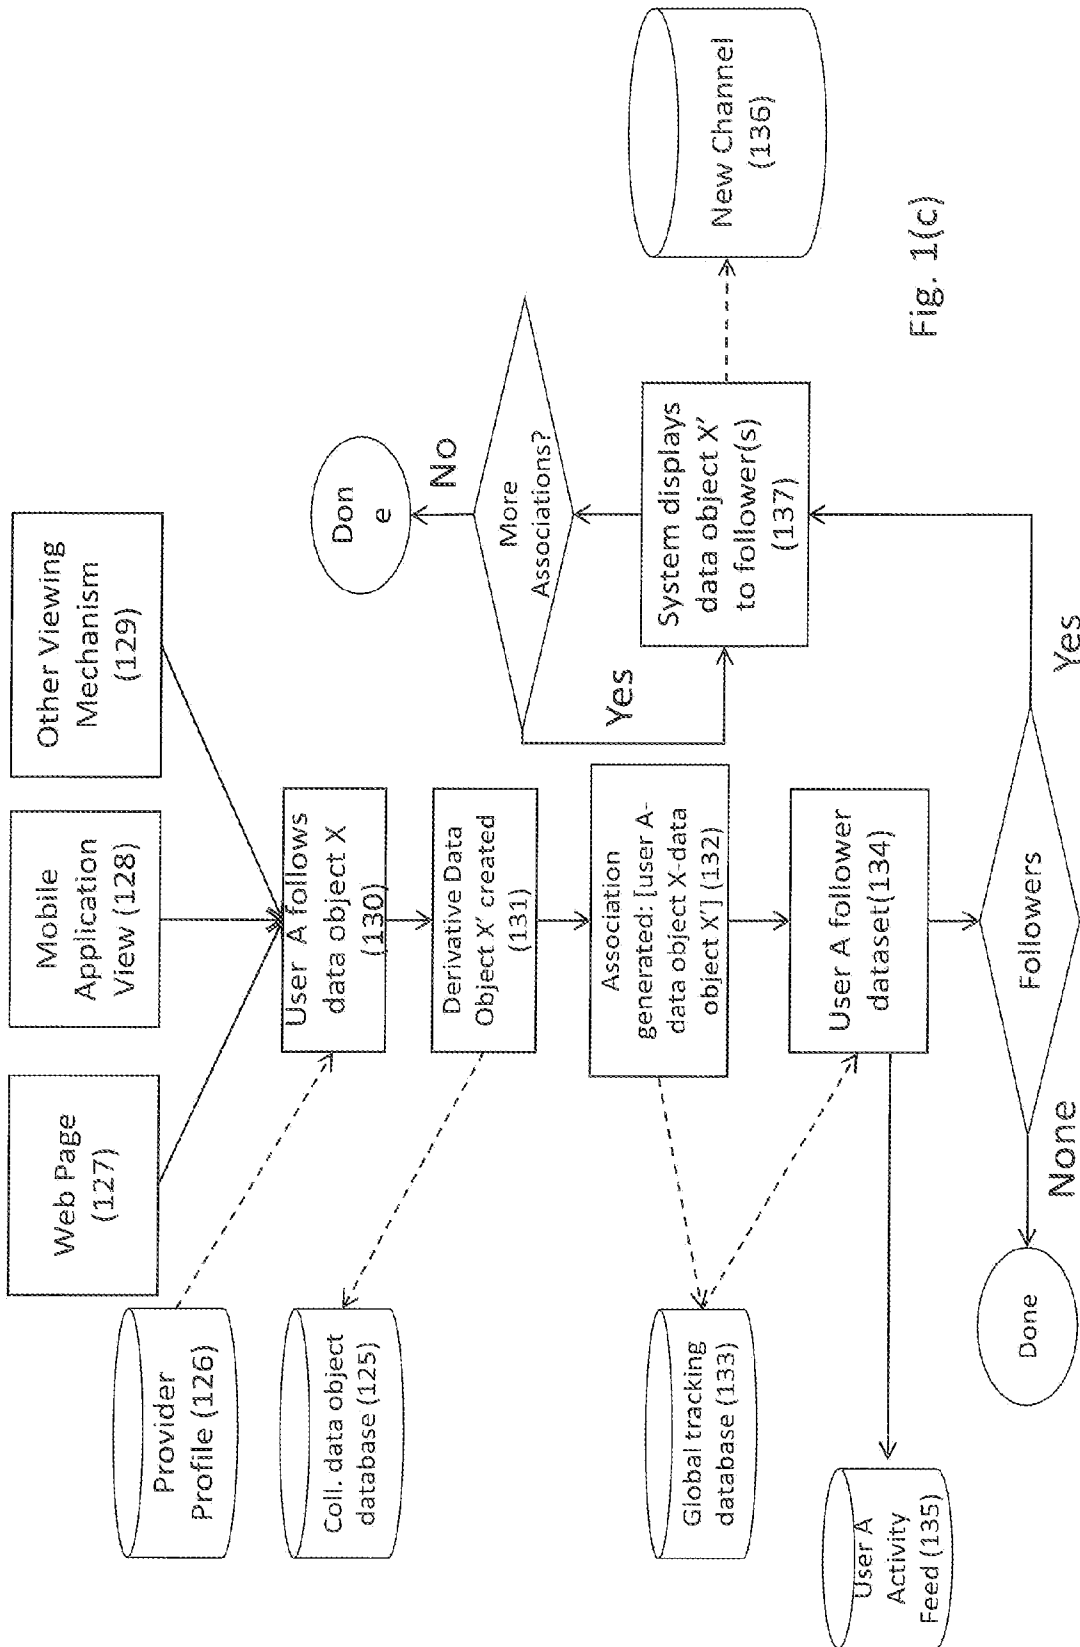 Web Page
(127)
Mobile
Application
View (128)
Other Viewing
Mechanism
(129)
Provider
Profile (126)
User A follows
data object X
(130)
Coll. data object
database (125)
Derivative Data
Object X' created
(131)
Global tracking
database (133)
Association
generated: [user A-
data object X-data
object X'] (132)
User A
Activity
Feed (135)
User A follower
dataset(134)
Done
None
Followers
Yes
Don
e
No
More
Associations?
Yes
System displays
data object X'
to follower(s)
(137)
New Channel
(136)
Fig. 1(c)